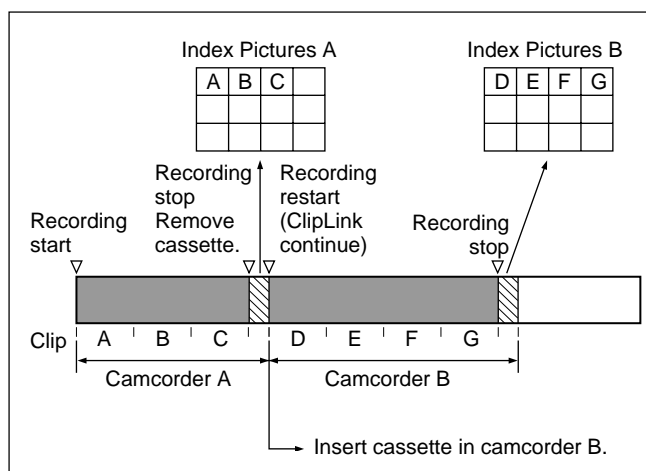 Index Pictures A
Index Pictures B
A B C
D E F G
Recording
stop
Remove
cassette.
Recording
restart
(ClipLink
continue)
Recording
start
Recording
stop
Clip A B C D E F G
Camcorder A
Camcorder B
Insert cassette in camcorder B.